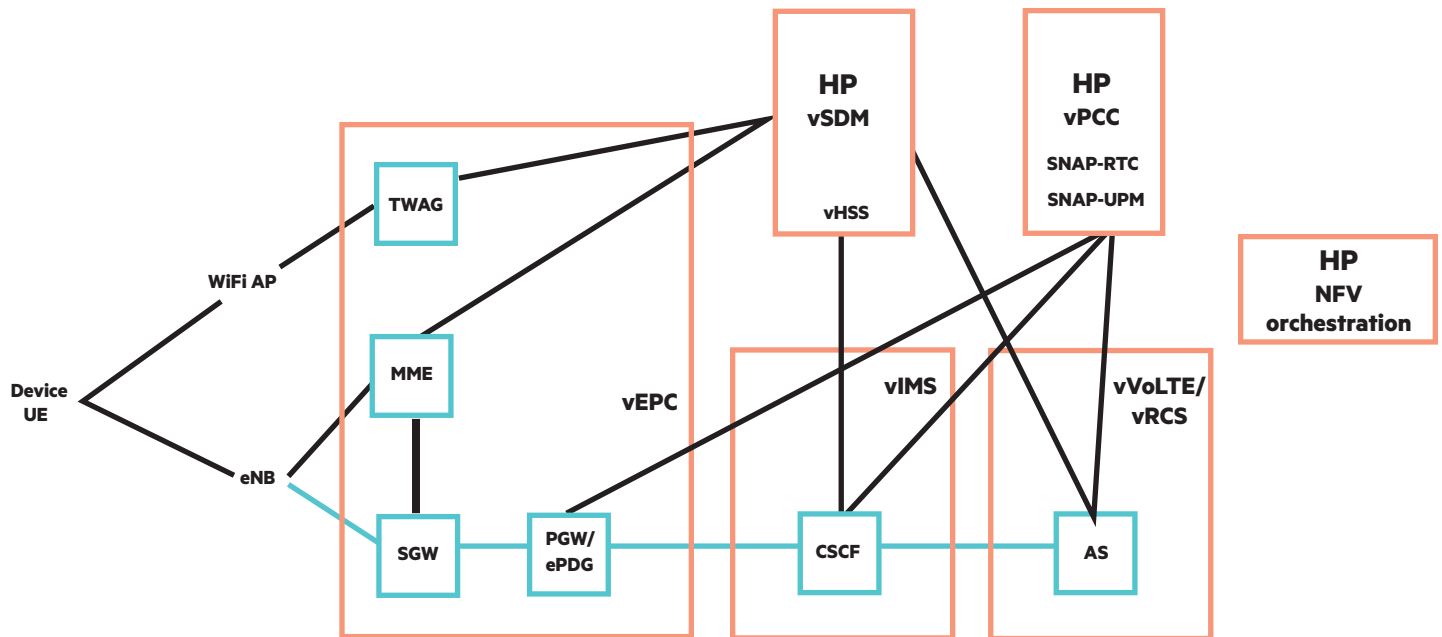 HP
vSDM
vHSS
HP
vPCC
SNAP-RTC
SNAP-UPM
HP
NFV
orchestration
TWAG
WiFi AP
MME
Device
UE
eNB
vEPC
vIMS
vVoLTE/
vRCS
SGW
PGW/
ePDG
CSCF
AS